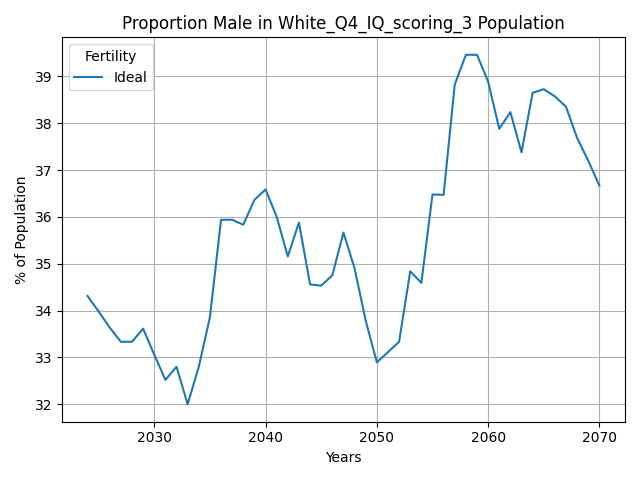 Proportion Male in White_Q4_IQ_scoring_3 Population
Fertility
Ideal
39
38
37
36
35
34
33
32
% of Population
2030 2040 2050 2060 2070
Years